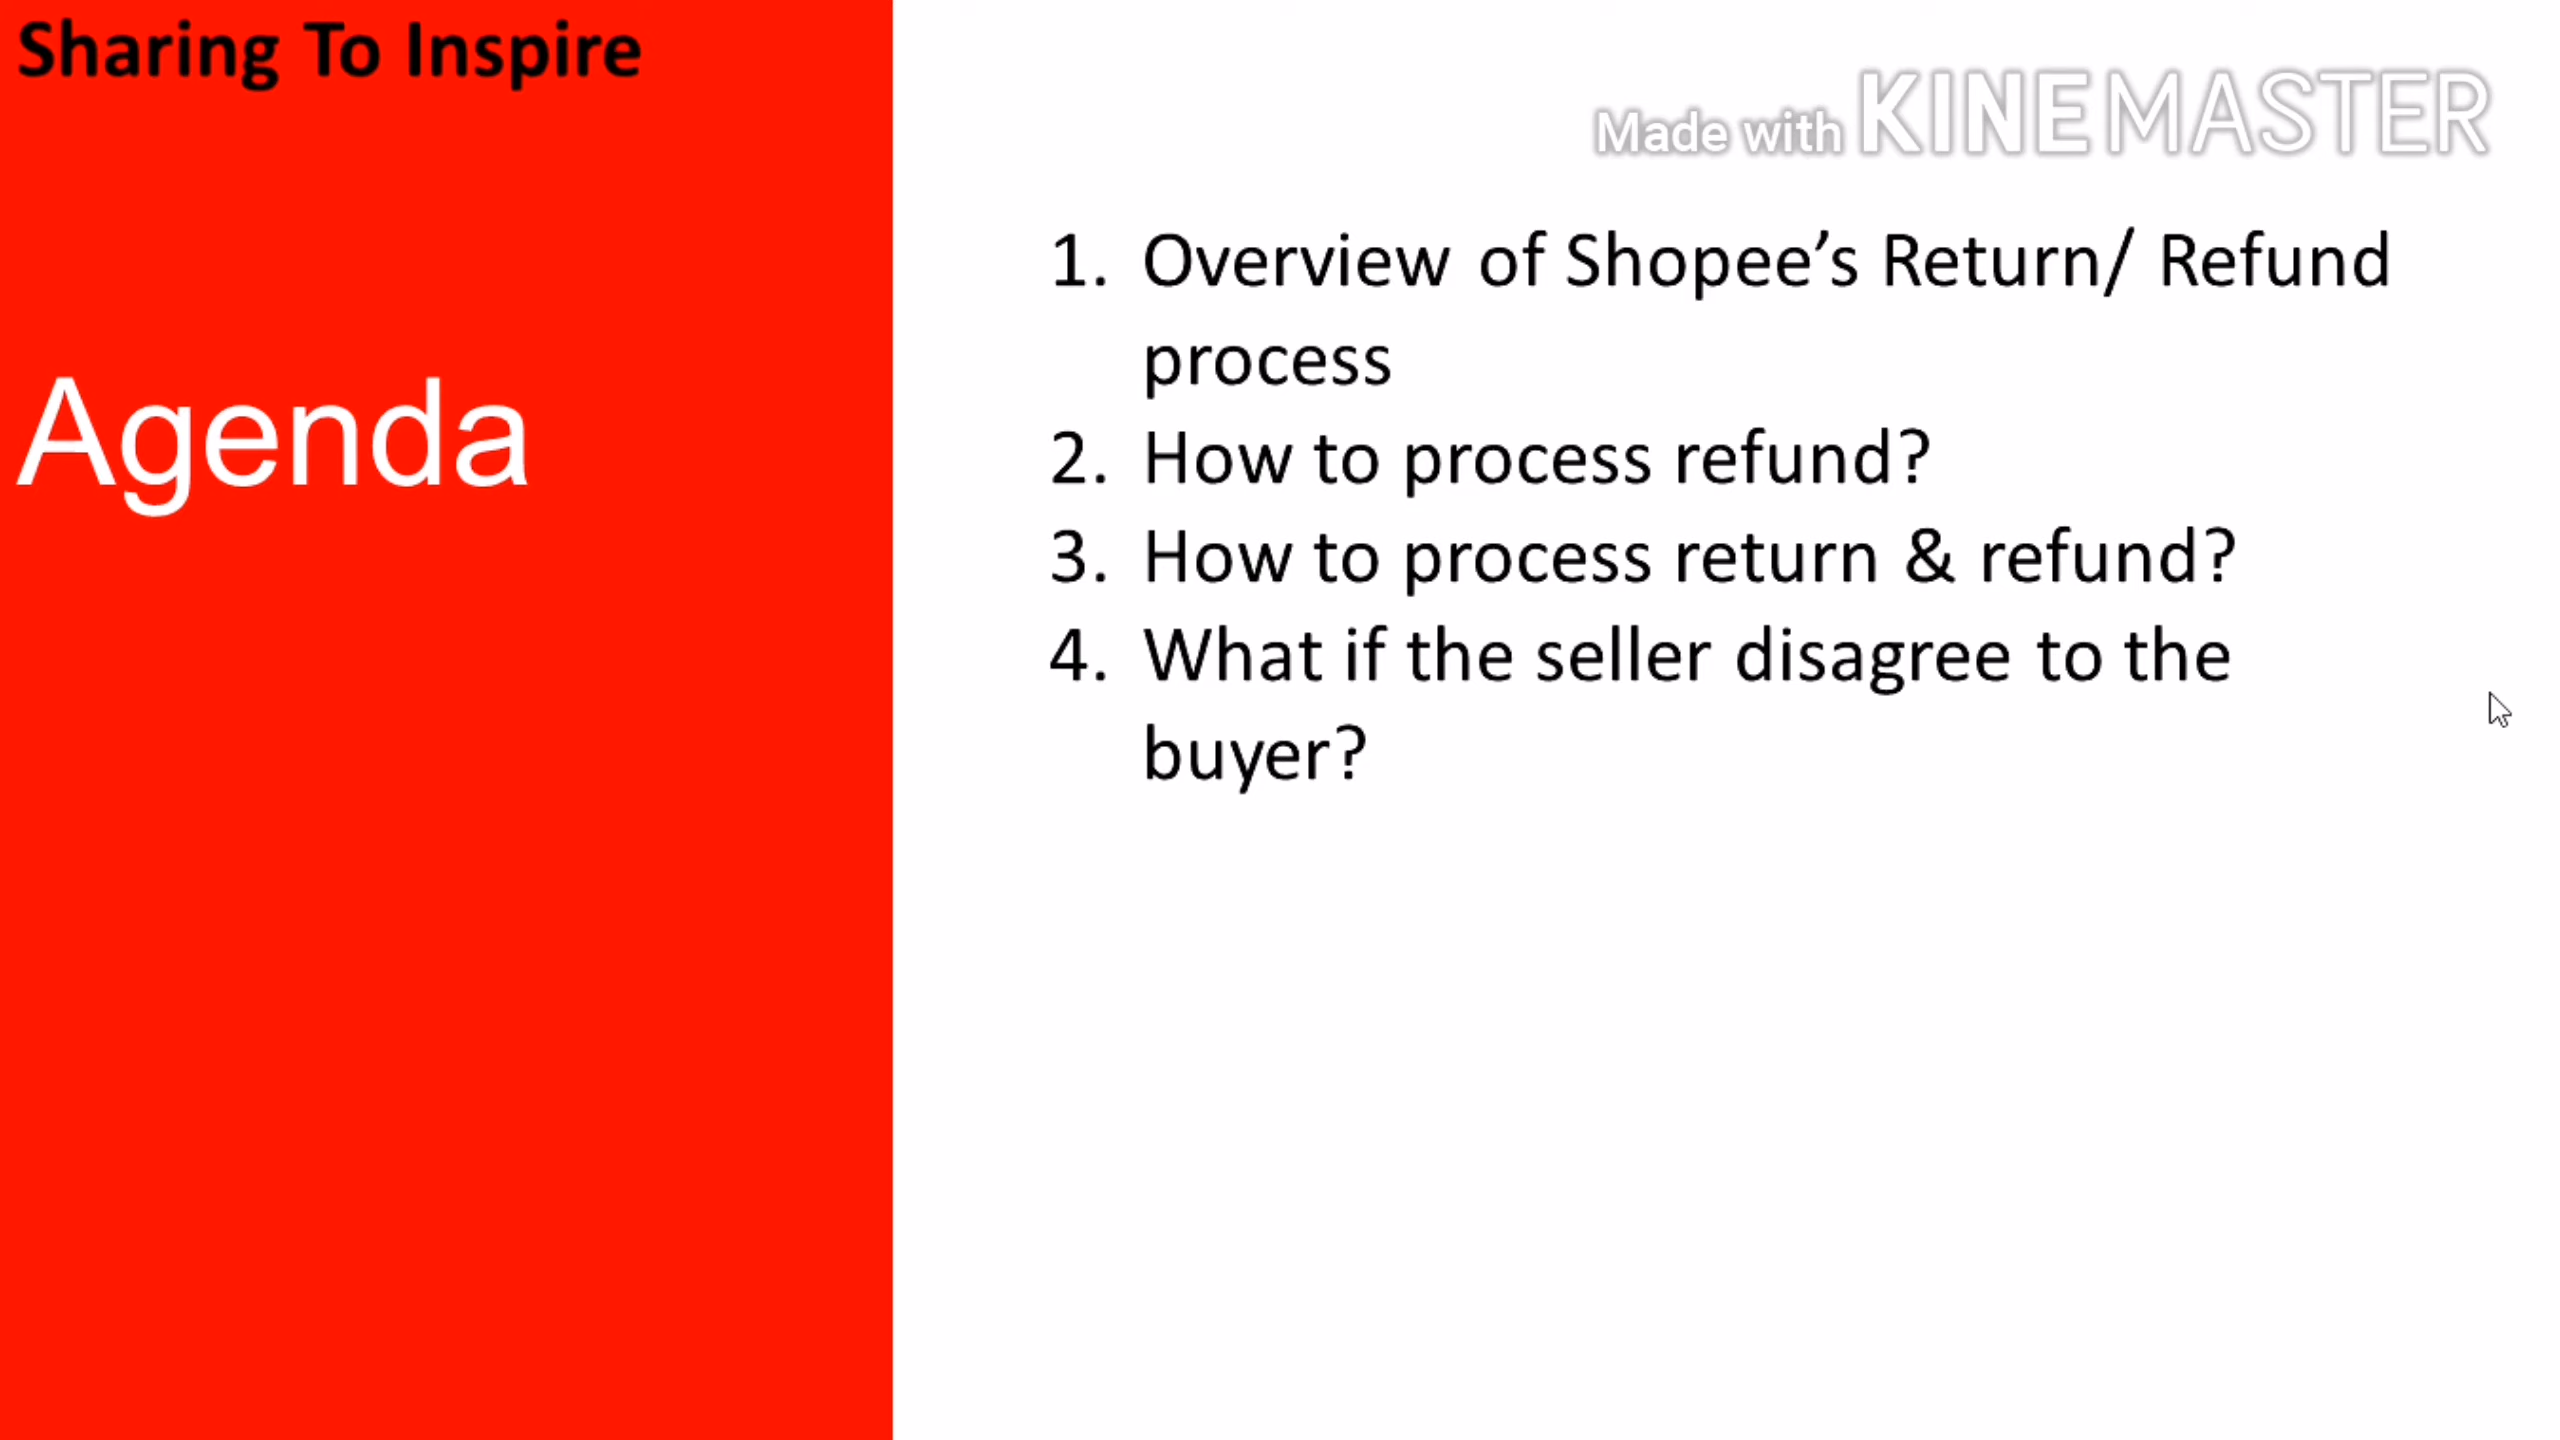 Sharing To Inspire
Made with KINEMASTER
Agenda
1. Overview of Shopee’s Return/ Refund
process
2. How to process refund?
3. How to process return & refund?
4. What if the seller disagree to the
buyer?